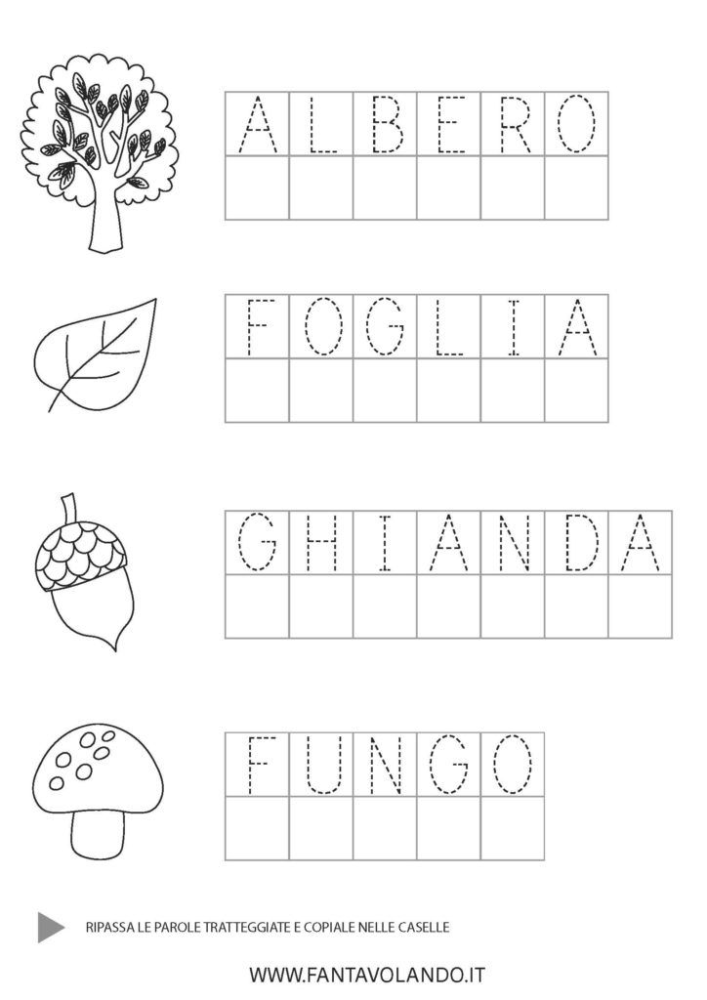 ALBERO
FOGLIA
GHIANDA
FUNGO
RIPASSA LE PAROLE TRATTEGGIATE E COPIALE NELLE CASELLE
WWW.FANTAVOLANDO.IT